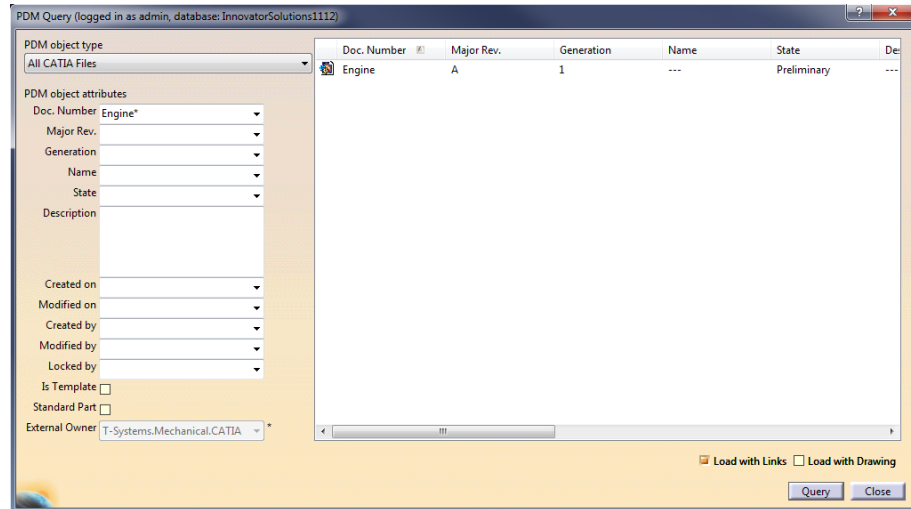 PDM Query (logged in as admin, database: InnovatorSolutions1112)
PDM object type
All CATIA Files
PDM object attributes
Doc. Number Engine*
Major Rev.
Generation
Name
State
Description
Created on
Modified on
Created by
Modified by
Locked by
Is Template
Standard Part
External Owner T-Systems.Mechanical.CATIA *
Doc. Number Major Rev. Generation Name State De
Engine A 1 --- Preliminary ---
Load with Links Load with Drawing
Query Close